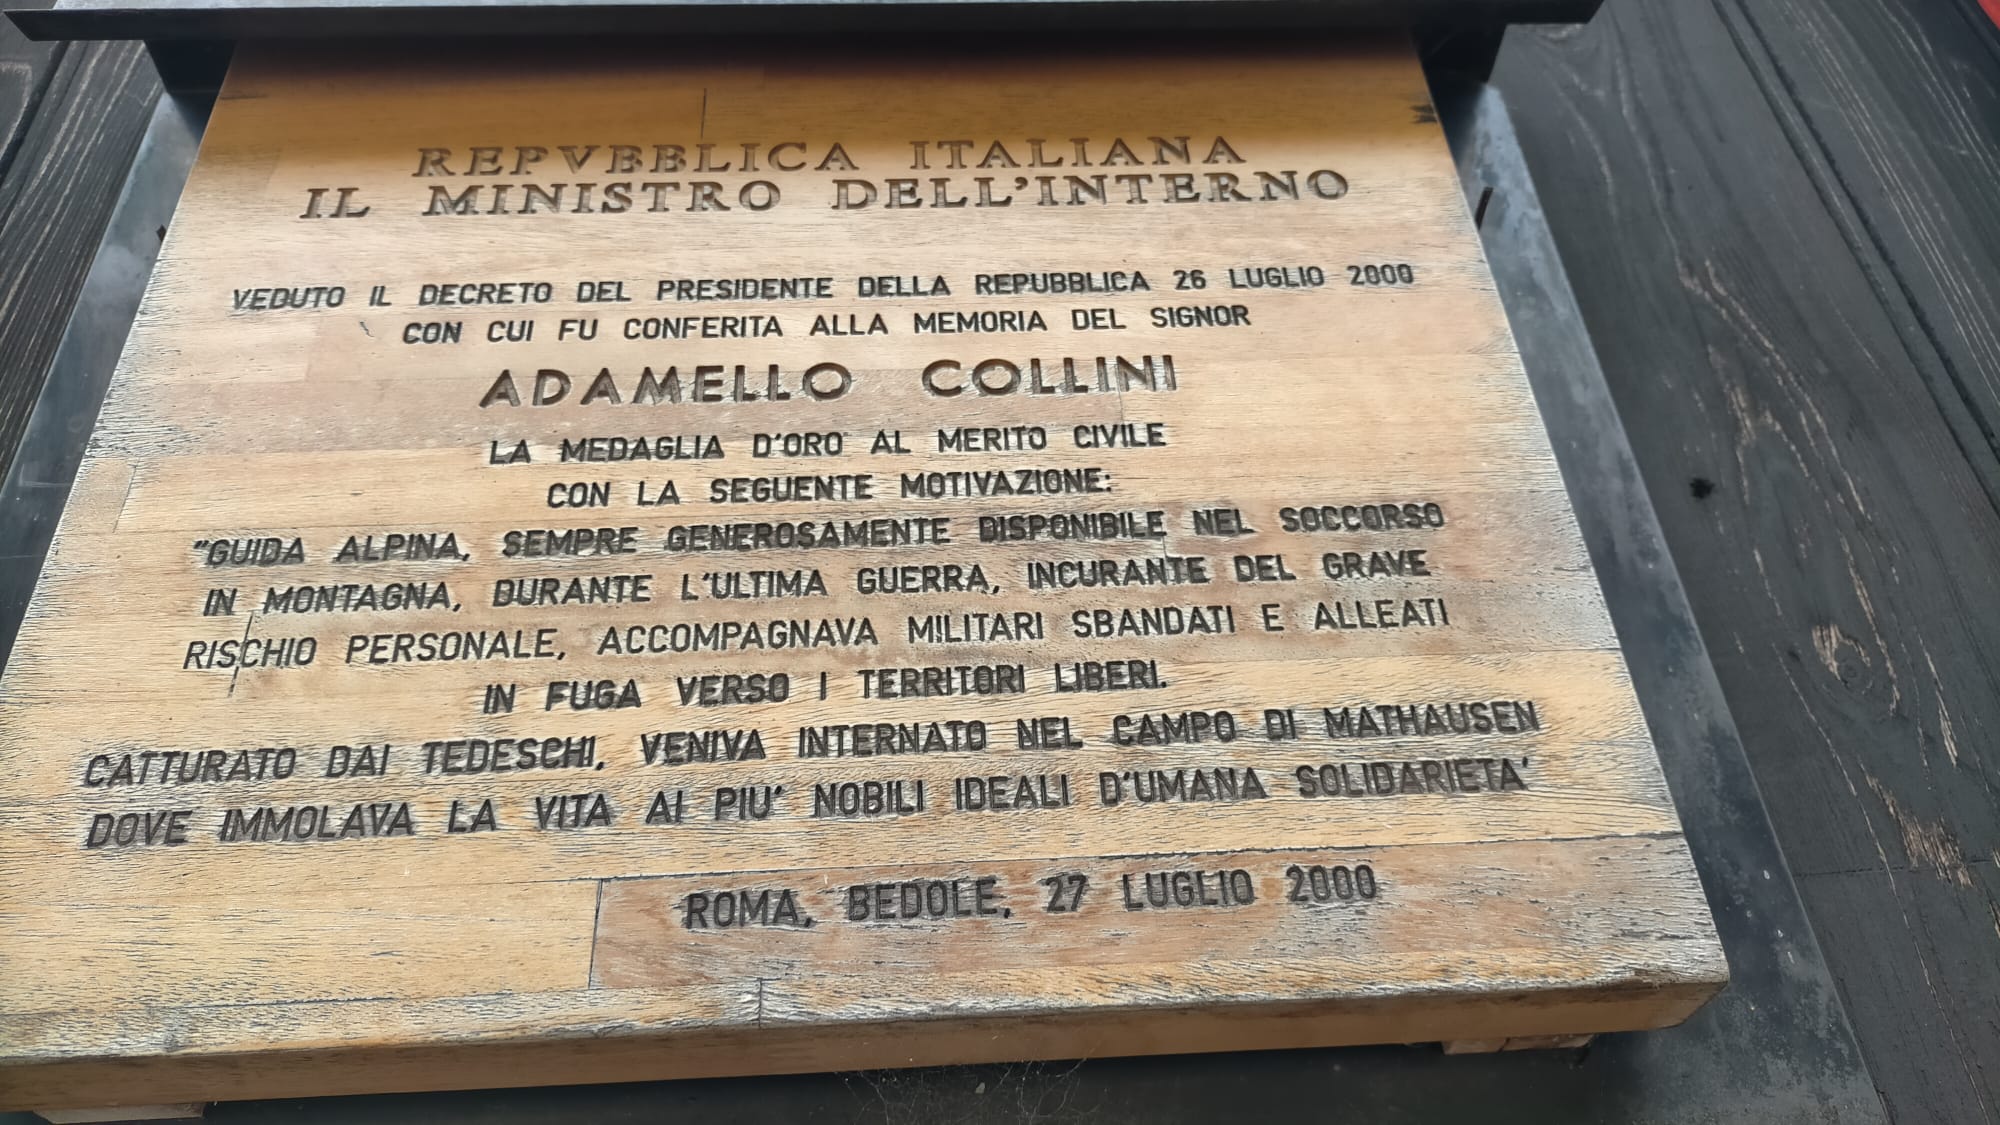 REPVBBLICA ITALIANA
IL MINISTRO DELL'INTERNO
VEDUTO IL DECRETO DEL PRESIDENTE DELLA REPUBBLICA 26 LUGLIO 2000
CON CUI FU CONFERITA ALLA MEMORIA DEL SIGNOR
ADAMELLO COLLINI
LA MEDAGLIA D'ORO AL MERITO CIVILE
CON LA SEGUENTE MOTIVAZIONE:
"GUIDA ALPINA, SEMPRE GENEROSAMENTE DISPONIBILE NEL SOCCORSO
IN MONTAGNA, DURANTE L'ULTIMA GUERRA, INCURANTE DEL GRAVE
RISCHIO PERSONALE, ACCOMPAGNAVA MILITARI SBANDATI E ALLEATI
IN FUGA VERSO I TERRITORI LIBERI.
CATTURATO DAI TEDESCHI, VENIVA INTERNATO NEL CAMPO DI MATHAUSEN
DOVE IMMOLAVA LA VITA AI PIU' NOBILI IDEALI D'UMANA SOLIDARIETA'
ROMA, BEDOLE, 27 LUGLIO 2000